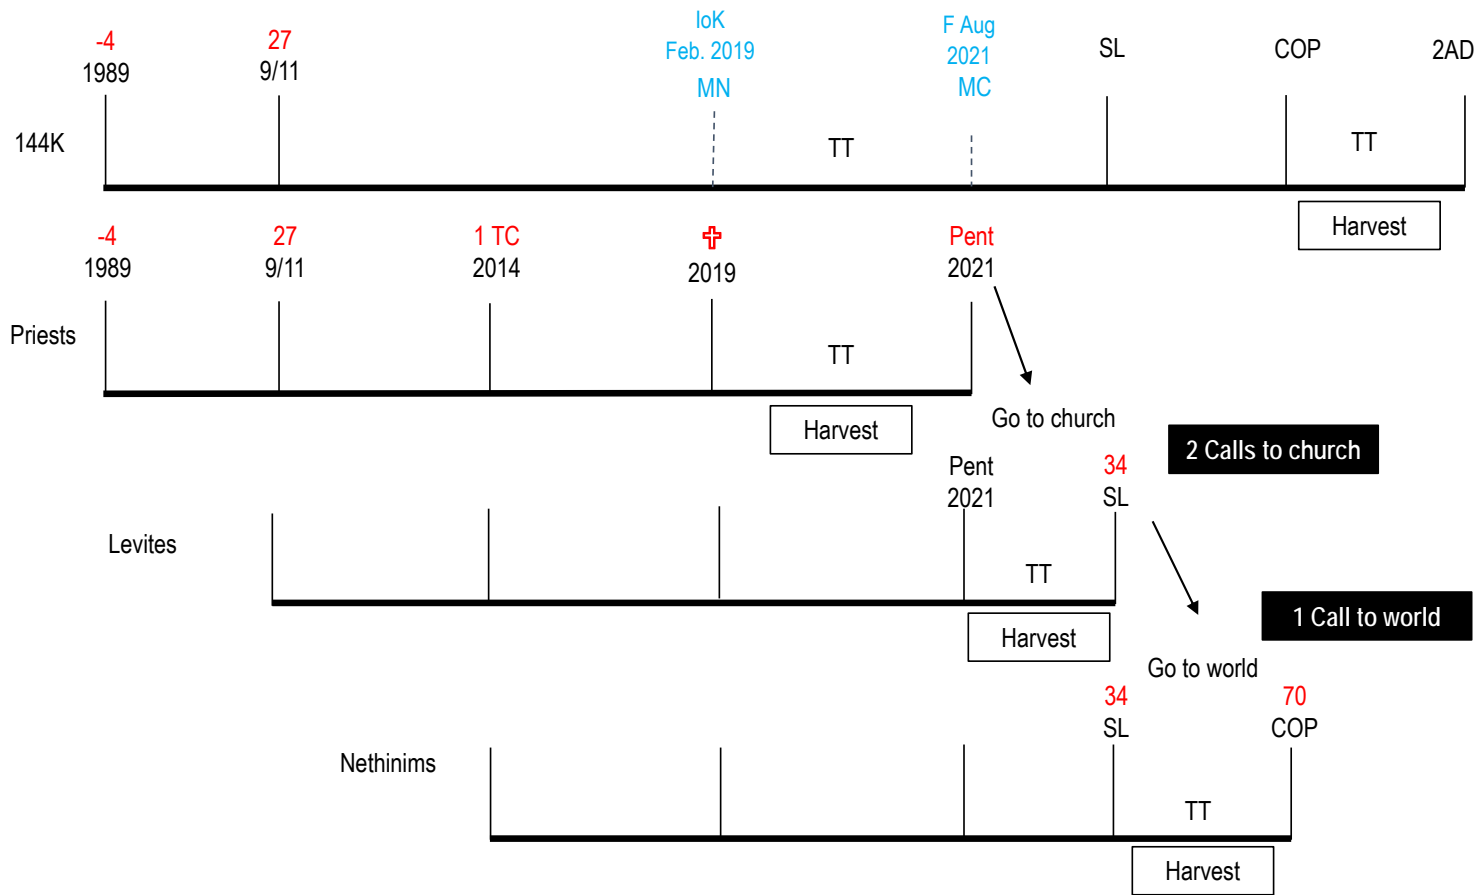 -4
1989
27
9/11
IoK
Feb. 2019
MN
F Aug
2021
MC
SL
COP
2AD
144K
TT
TT
Harvest
-4
1989
27
9/11
1 TC
2014
✞
2019
Pent
2021
Priests
TT
Harvest
Go to church
2 Calls to church
Pent
2021
34
SL
Levites
TT
Harvest
1 Call to world
Go to world
34
SL
70
COP
Nethinims
TT
Harvest